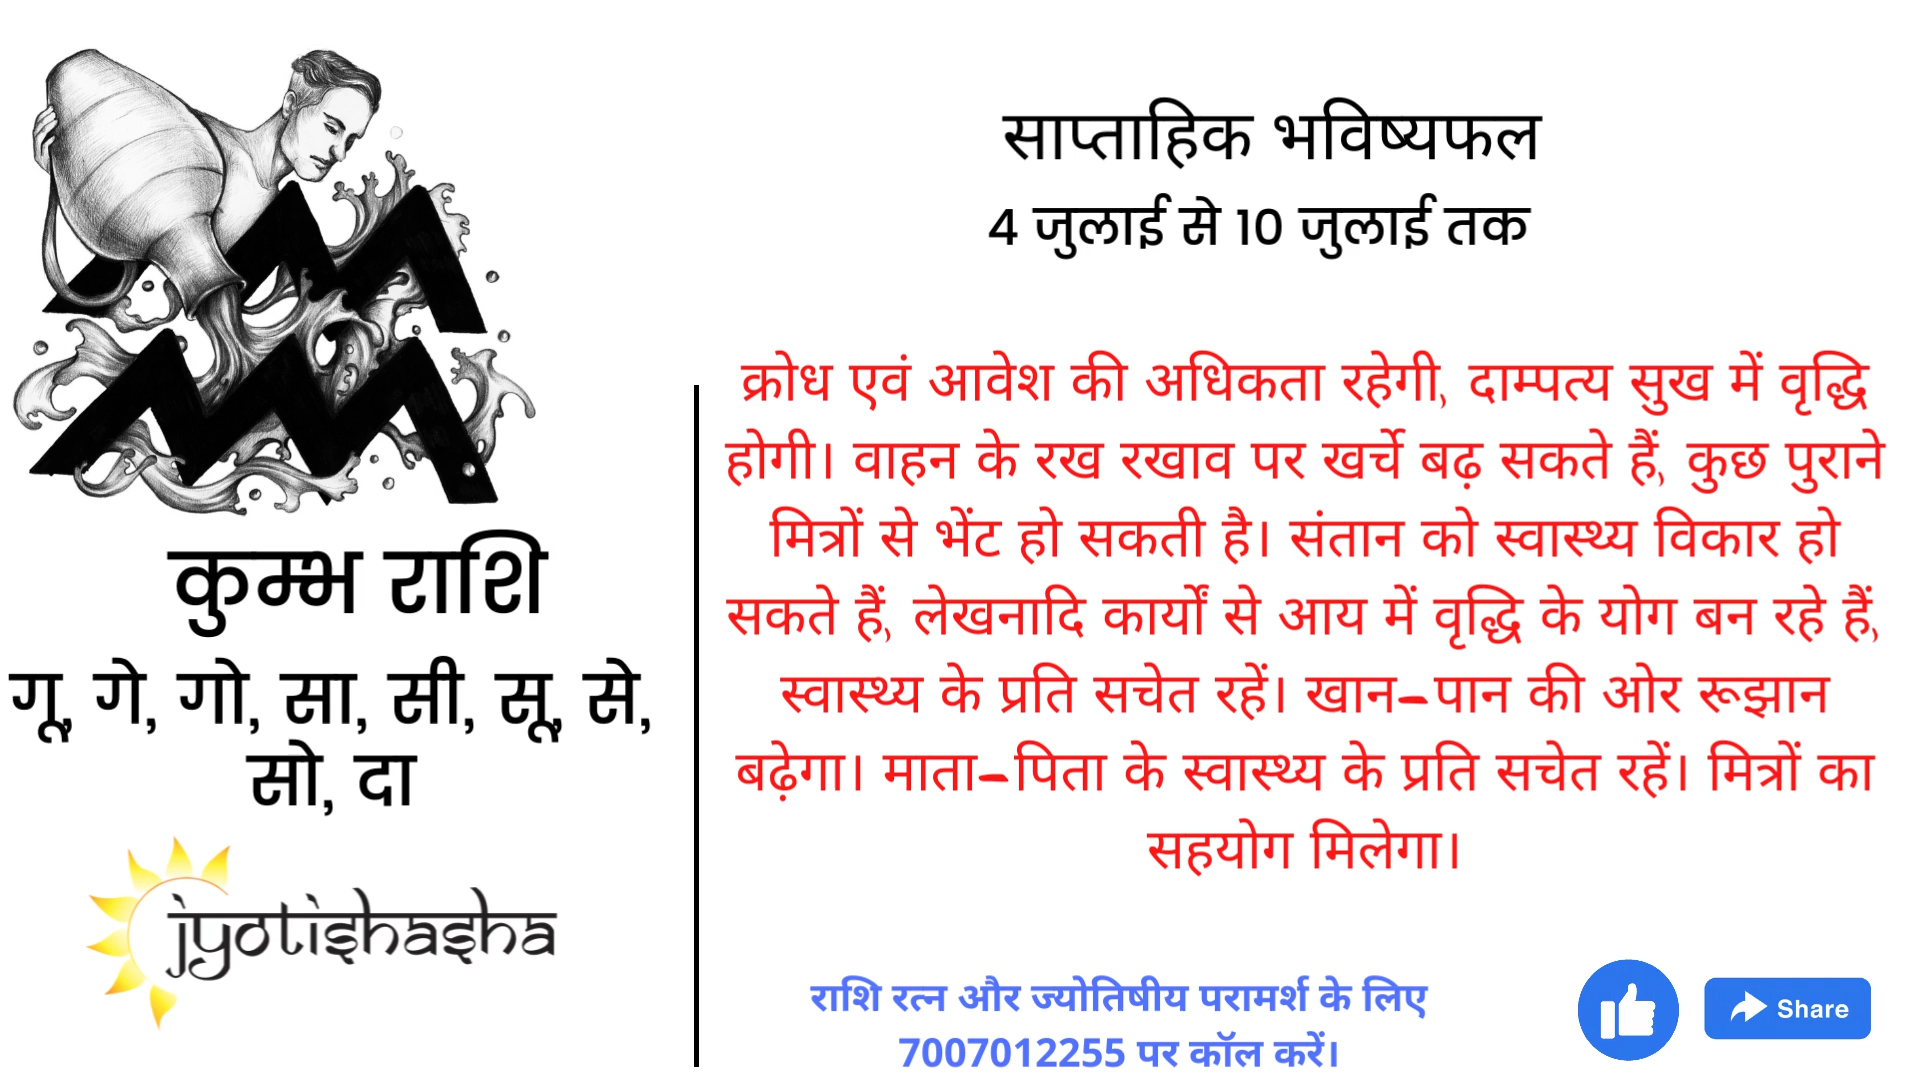 साप्ताहिक भविष्यफल
4 जुलाई से 10 जुलाई तक
क्रोध एवं आवेश की अधिकता रहेगी, दाम्पत्य सुख में वृद्धि
होगी। वाहन के रख रखाव पर खर्चे बढ़ सकते हैं, कुछ पुराने
मित्रों से भेंट हो सकती है। संतान को स्वास्थ्य विकार हो
सकते हैं, लेखनादि कार्यों से आय में वृद्धि के योग बन रहे हैं,
स्वास्थ्य के प्रति सचेत रहें। खान-पान की ओर रूझान
बढ़ेगा। माता-पिता के स्वास्थ्य के प्रति सचेत रहें। मित्रों का
सहयोग मिलेगा।
कुम्भ राशि
गू, गे, गो, सा, सी, सू, से,
सो, दा
jyotishasha
राशि रत्न और ज्योतिषीय परामर्श के लिए
7007012255 पर कॉल करें।
Share